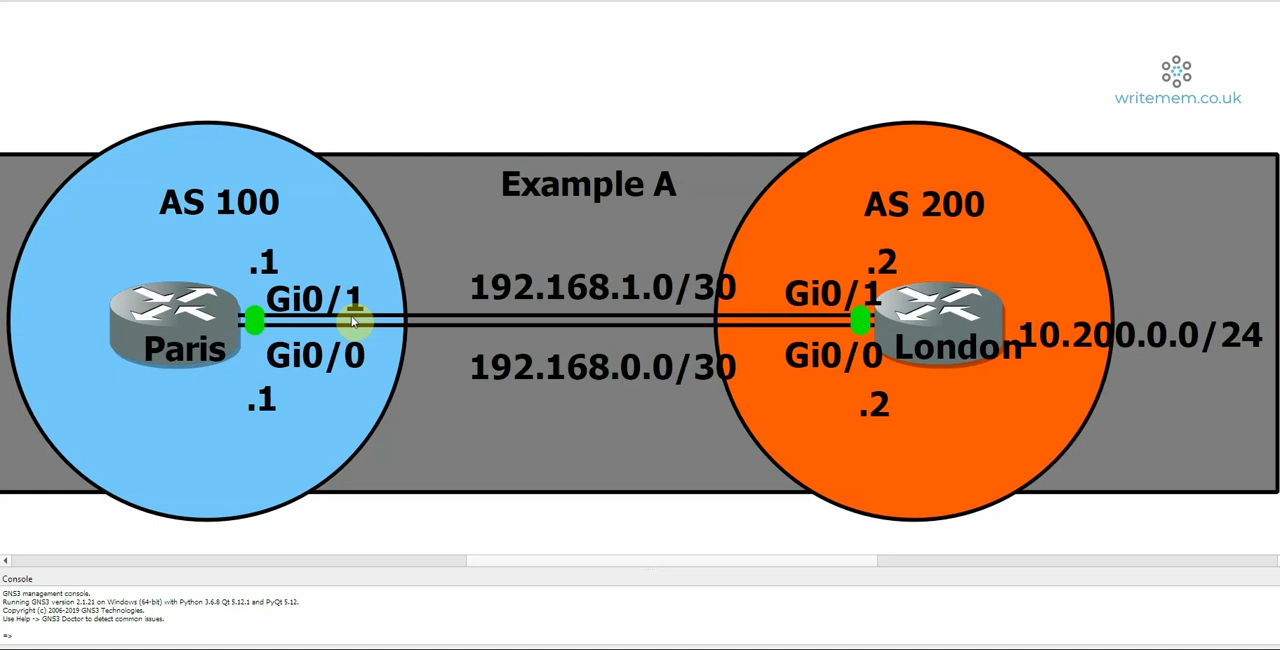 writemem.co.uk
Example A
AS 100
AS 200
.1
.2
Gi0/1
192.168.1.0/30
Gi0/1
Paris
London
10.200.0.0/24
Gi0/0
192.168.0.0/30
Gi0/0
.1
.2
Console
GNS3 management console.
Running GNS3 version 2.1.21 on Windows (64-bit) with Python 3.6.8 Qt 5.12.1 and PyQt 5.12.
Copyright (c) 2006-2019 GNS3 Technologies.
Use Help -> GNS3 Doctor to detect common issues.
=>